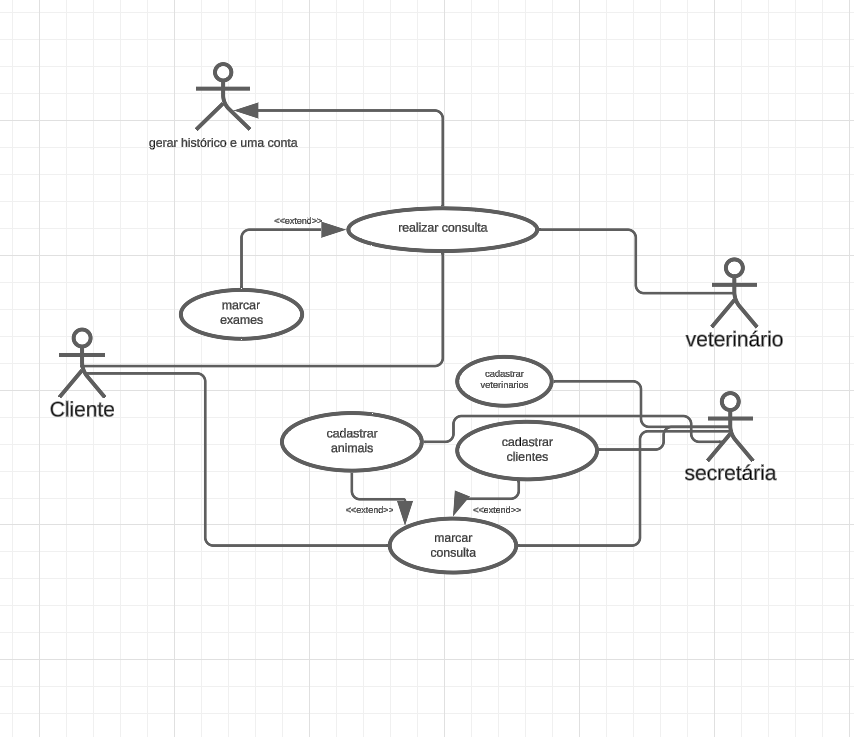 gerar histórico e uma conta
<<extend>>
realizar consulta
marcar
exames
veterinário
Cliente
cadastrar
veterinarios
cadastrar
animais
cadastrar
clientes
secretária
<<extend>>
<<extend>>
marcar
consulta